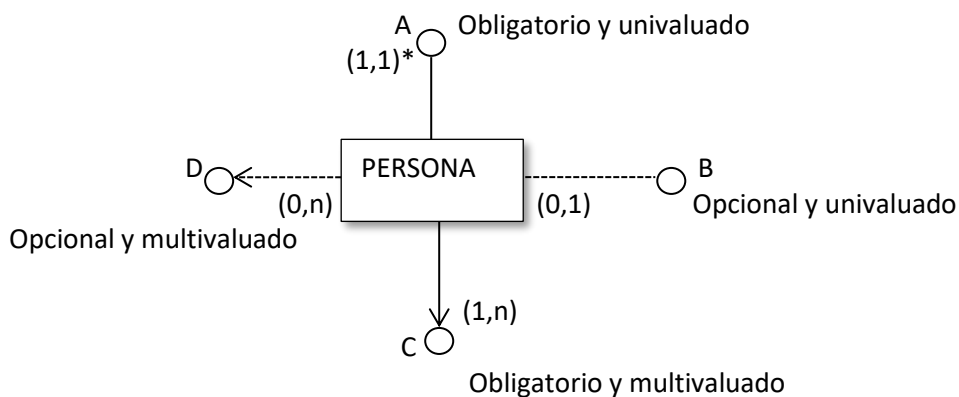 A Obligatorio y univaluado
(1,1)*
D PERSONA B
(0,n) (0,1) Opcional y univaluado
Opcional y multivaluado
(1,n)
C
Obligatorio y multivaluado